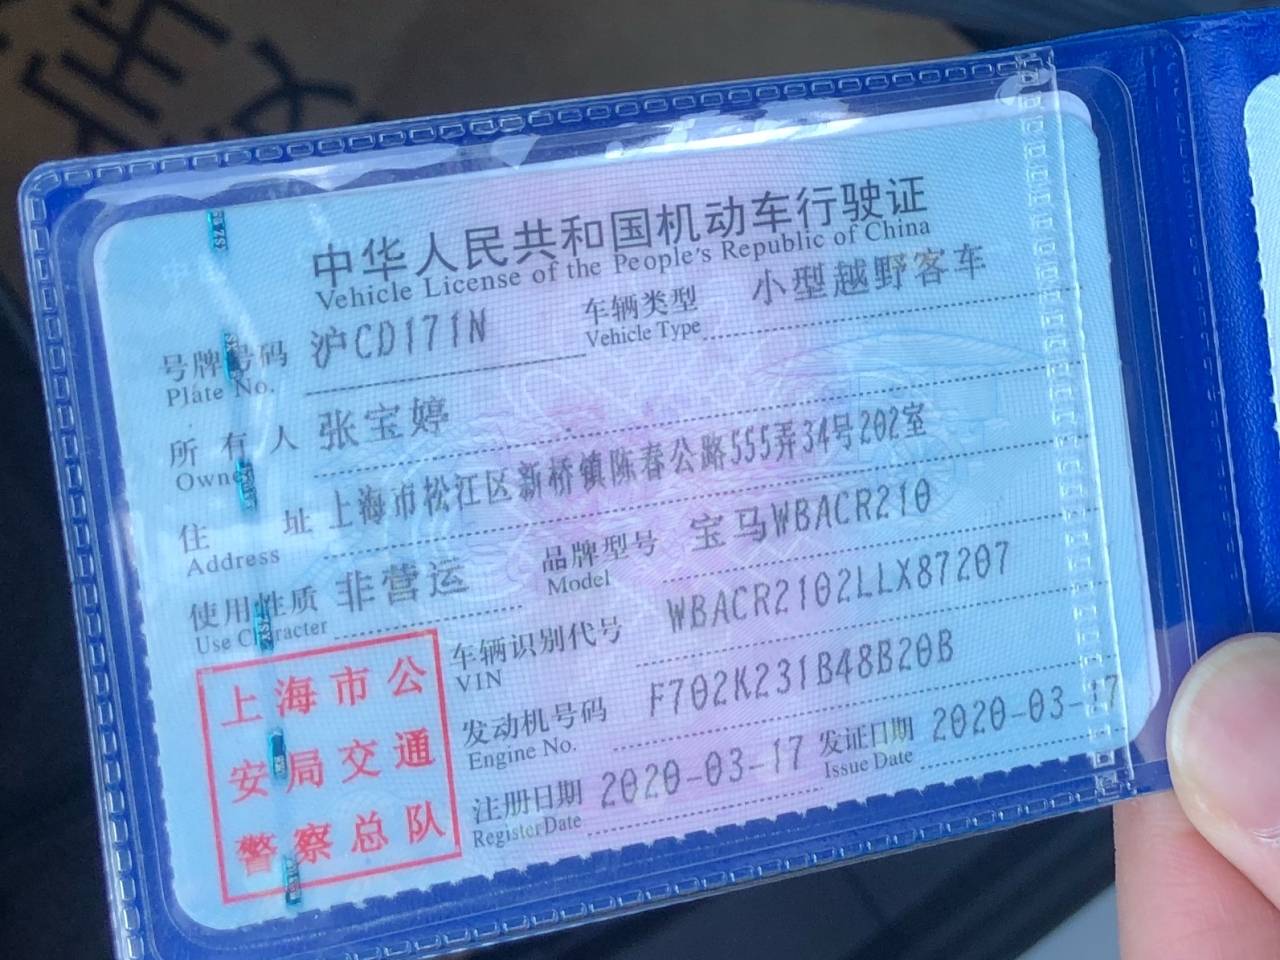 中华人民共和国机动车行驶证
Vehicle License of the People's Republic of China
号牌号码 沪CD171N 车辆类型 小型越野客车
Plate No. Vehicle Type
所有人 张宝婷
Owner
住址 上海市松江区新桥镇陈春公路555弄34号202室
Address
使用性质 非营运 品牌型号 宝马WBACR210
Use Character Model
车辆识别代号 WBACR2102LLX87207
VIN
发动机号码 F702K231B48B20B
Engine No.
注册日期 2020-03-17 发证日期 2020-03-17
Register Date Issue Date
上海市公
安局交通
警察总队